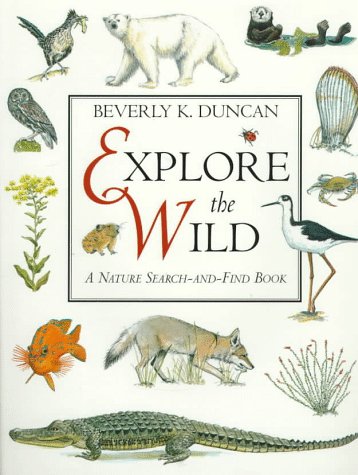 BEVERLY K. DUNCAN
EXPLORE
the
WILD
A NATURE SEARCH-AND-FIND BOOK